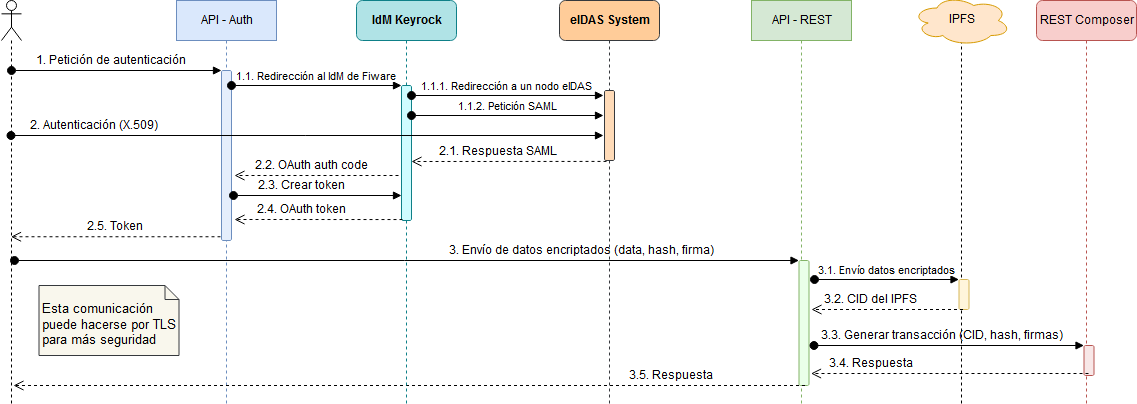 API - Auth
IdM Keyrock
eIDAS System
API - REST
IPFS
REST Composer
1. Petición de autenticación
1.1. Redirección al IdM de Fiware
1.1.1. Redirección a un nodo eIDAS
1.1.2. Petición SAML
2. Autenticación (X.509)
2.1. Respuesta SAML
2.2. OAuth auth code
2.3. Crear token
2.4. OAuth token
2.5. Token
3. Envío de datos encriptados (data, hash, firma)
3.1. Envío datos encriptados
3.2. CID del IPFS
Esta comunicación
puede hacerse por TLS
para más seguridad
3.3. Generar transacción (CID, hash, firmas)
3.4. Respuesta
3.5. Respuesta